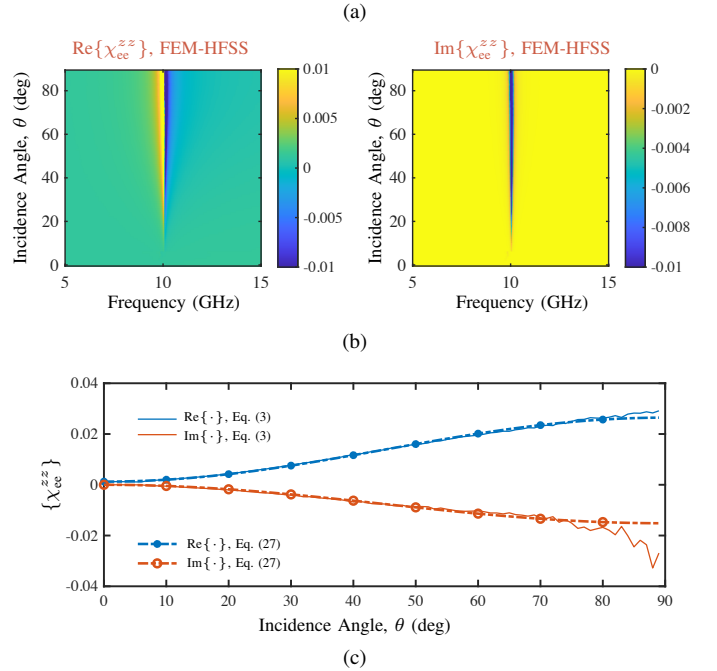 (a)
Re{χ_ee^zz}, FEM-HFSS
Im{χ_ee^zz}, FEM-HFSS
Incidence Angle, θ (deg)
80
60
40
20
0
5
10
15
Frequency (GHz)
0.01
0.005
0
-0.005
-0.01
Incidence Angle, θ (deg)
80
60
40
20
0
5
10
15
Frequency (GHz)
0
-0.002
-0.004
-0.006
-0.008
-0.01
(b)
{χ_ee^zz}
0.04
0.02
0
-0.02
-0.04
Re{·}, Eq. (3)
Im{·}, Eq. (3)
Re{·}, Eq. (27)
Im{·}, Eq. (27)
0
10
20
30
40
50
60
70
80
90
Incidence Angle, θ (deg)
(c)